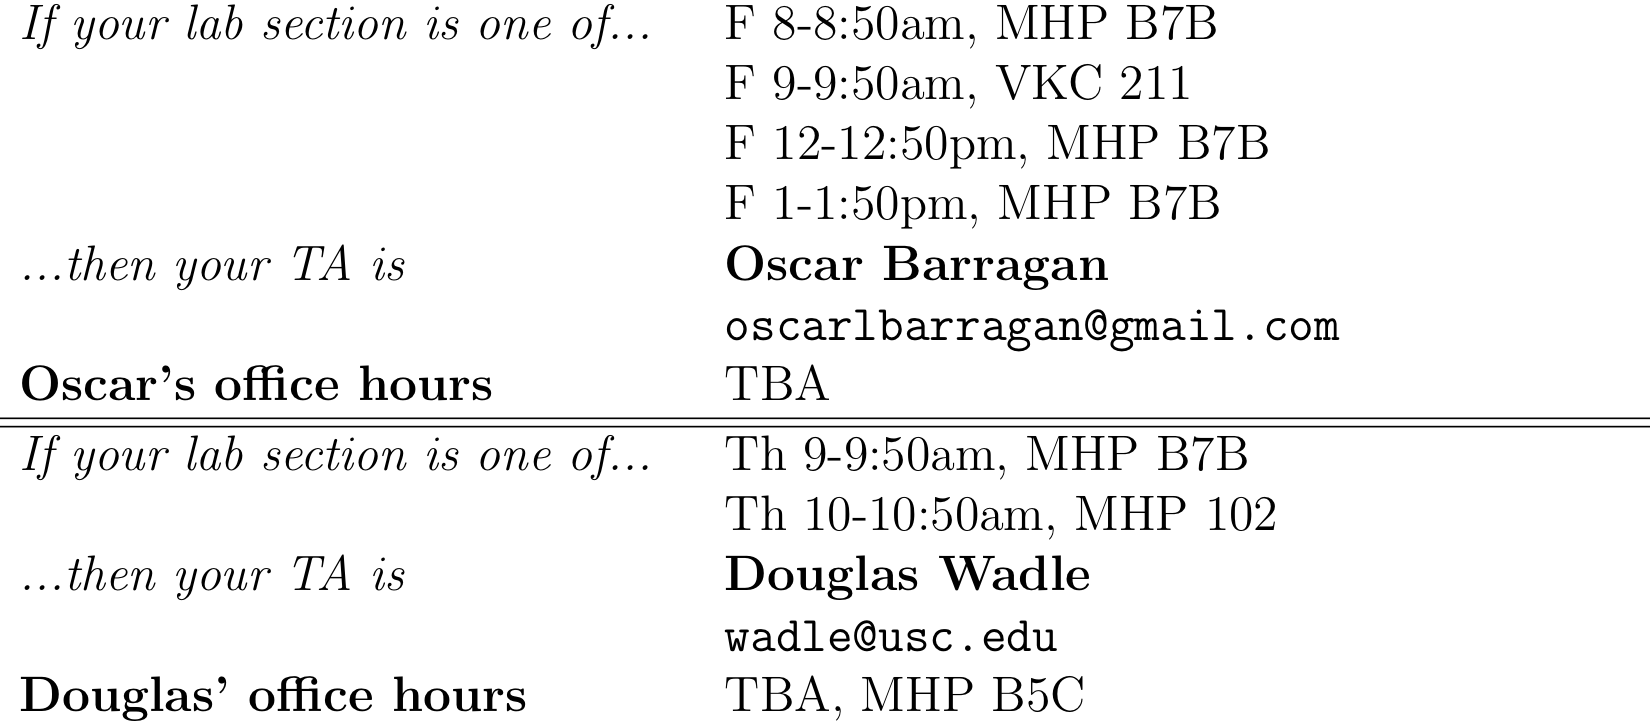 If your lab section is one of... F 8-8:50am, MHP B7B
F 9-9:50am, VKC 211
F 12-12:50pm, MHP B7B
F 1-1:50pm, MHP B7B
...then your TA is Oscar Barragan
oscarlbarragan@gmail.com
Oscar's office hours TBA
If your lab section is one of... Th 9-9:50am, MHP B7B
Th 10-10:50am, MHP 102
...then your TA is Douglas Wadle
wadle@usc.edu
Douglas' office hours TBA, MHP B5C